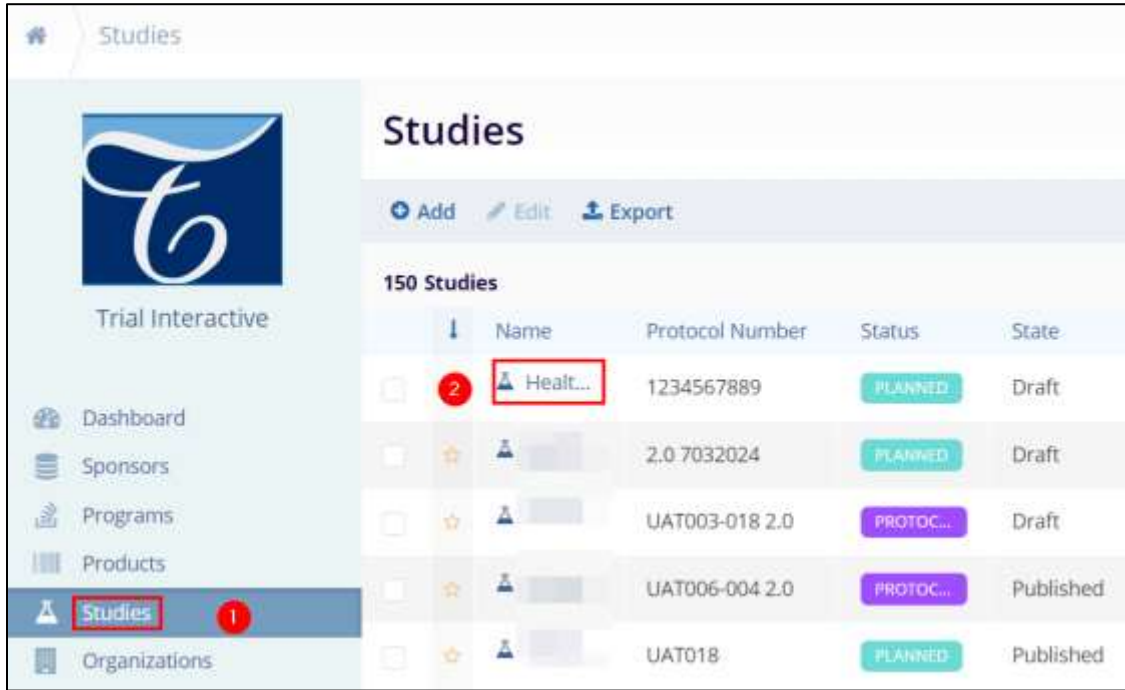 Studies
Trial Interactive
Dashboard
Sponsors
Programs
Products
Studies 1
Organizations
Studies
Add Edit Export
150 Studies
Name Protocol Number Status State
2 Healt... 1234567889 PLANNED Draft
2.0 7032024 PLANNED Draft
UAT003-018 2.0 PROTOC... Draft
UAT006-004 2.0 PROTOC... Published
UAT018 PLANNED Published